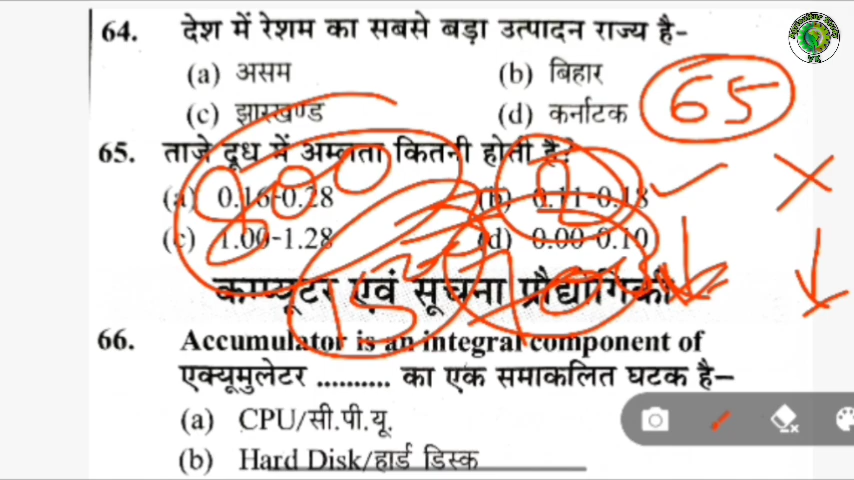 64. देश में रेशम का सबसे बड़ा उत्पादन राज्य है-
(a) असम (b) बिहार
(c) झारखण्ड (d) कर्नाटक
65
65. ताजे दूध में अम्लता कितनी होती है?
(a) 0.16-0.28 (b) 0.11-0.18
(c) 1.00-1.28 (d) 0.00-0.10
800
15
कम्प्यूटर एवं सूचना प्रौद्योगिकी
66. Accumulator is an integral component of
एक्यूमुलेटर .......... का एक समाकलित घटक है–
(a) CPU/सी.पी.यू.
(b) Hard Disk/हार्ड डिस्क